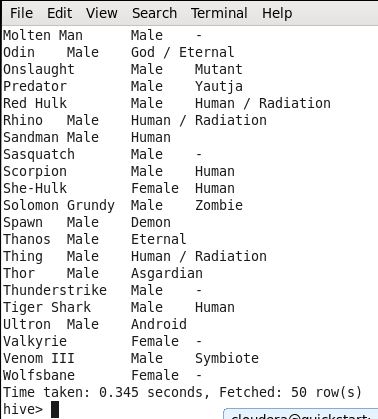 File Edit View Search Terminal Help
Molten Man Male -
Odin Male God / Eternal
Onslaught Male Mutant
Predator Male Yautja
Red Hulk Male Human / Radiation
Rhino Male Human / Radiation
Sandman Male Human
Sasquatch Male -
Scorpion Male Human
She-Hulk Female Human
Solomon Grundy Male Zombie
Spawn Male Demon
Thanos Male Eternal
Thing Male Human / Radiation
Thor Male Asgardian
Thunderstrike Male -
Tiger Shark Male Human
Ultron Male Android
Valkyrie Female -
Venom III Male Symbiote
Wolfsbane Female -
Time taken: 0.345 seconds, Fetched: 50 row(s)
hive>
cloudera@quickstart: